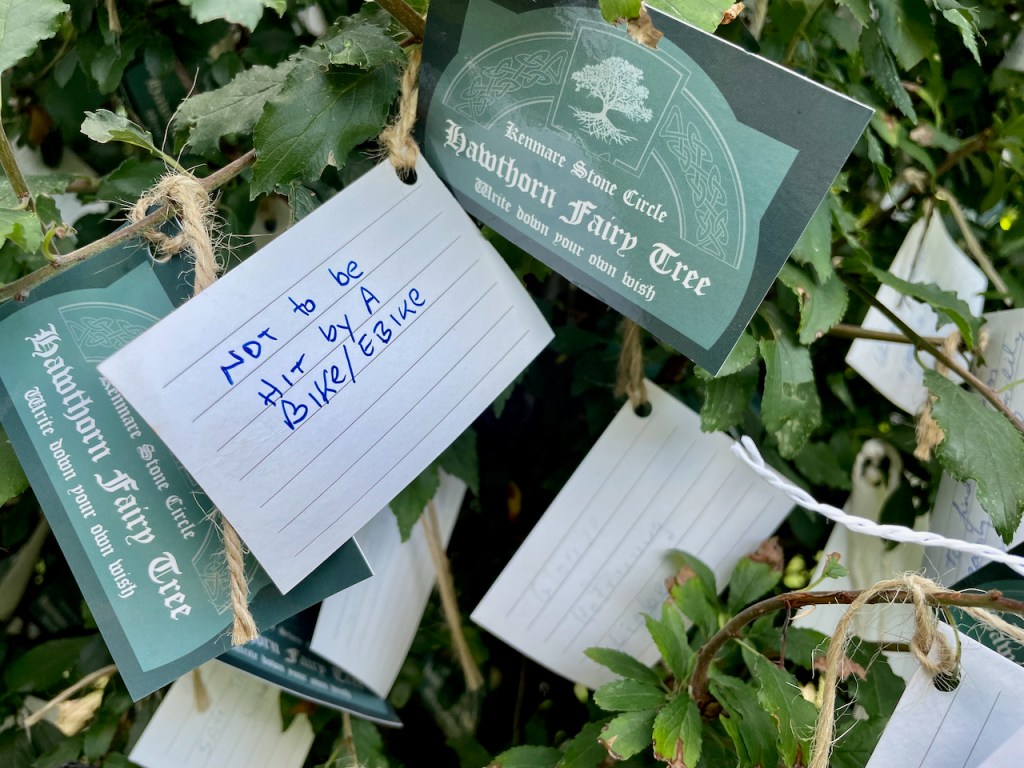 Kenmare Stone Circle
Hawthorn Fairy Tree
Write down your own wish
NOT to be
HIT by A
BIKe/EBIKe
Kenmare Stone Circle
Hawthorn Fairy Tree
Write down your own wish